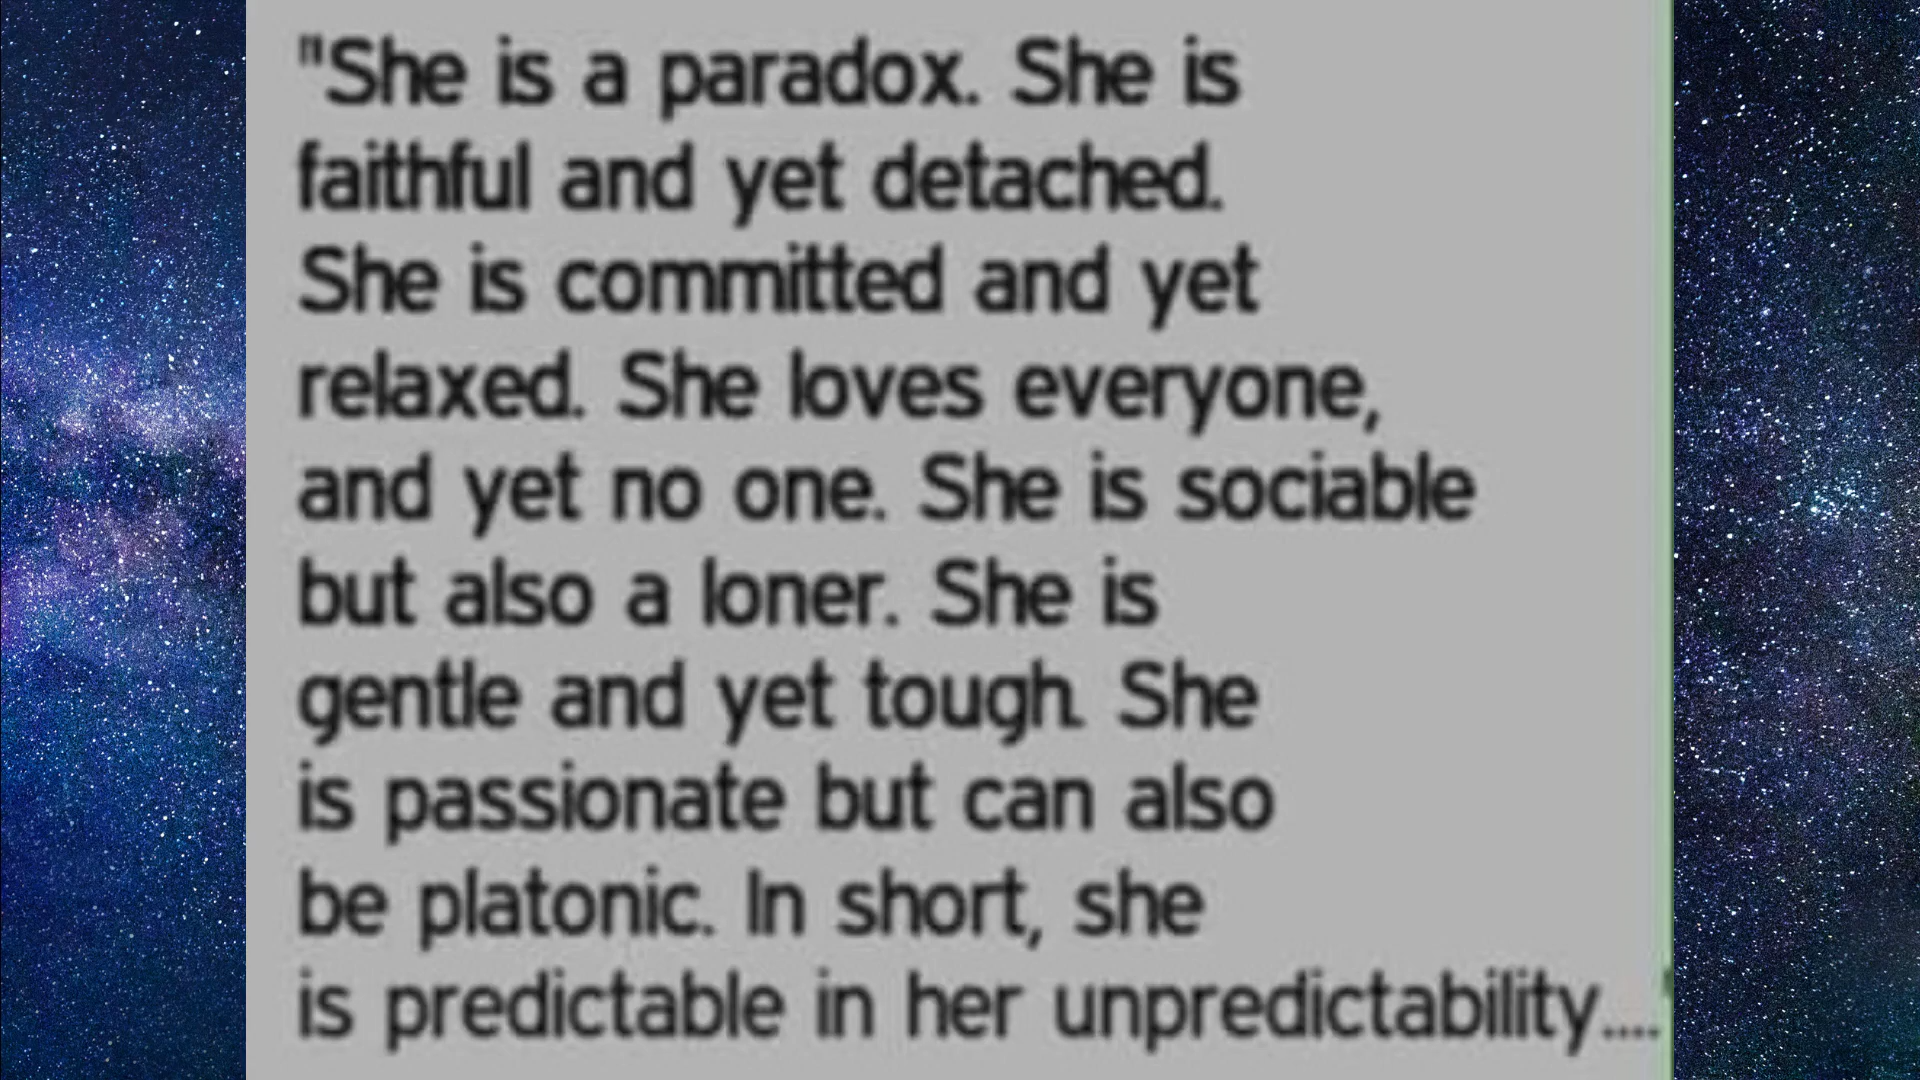 "She is a paradox. She is
faithful and yet detached.
She is committed and yet
relaxed. She loves everyone,
and yet no one. She is sociable
but also a loner. She is
gentle and yet tough. She
is passionate but can also
be platonic. In short, she
is predictable in her unpredictability....'